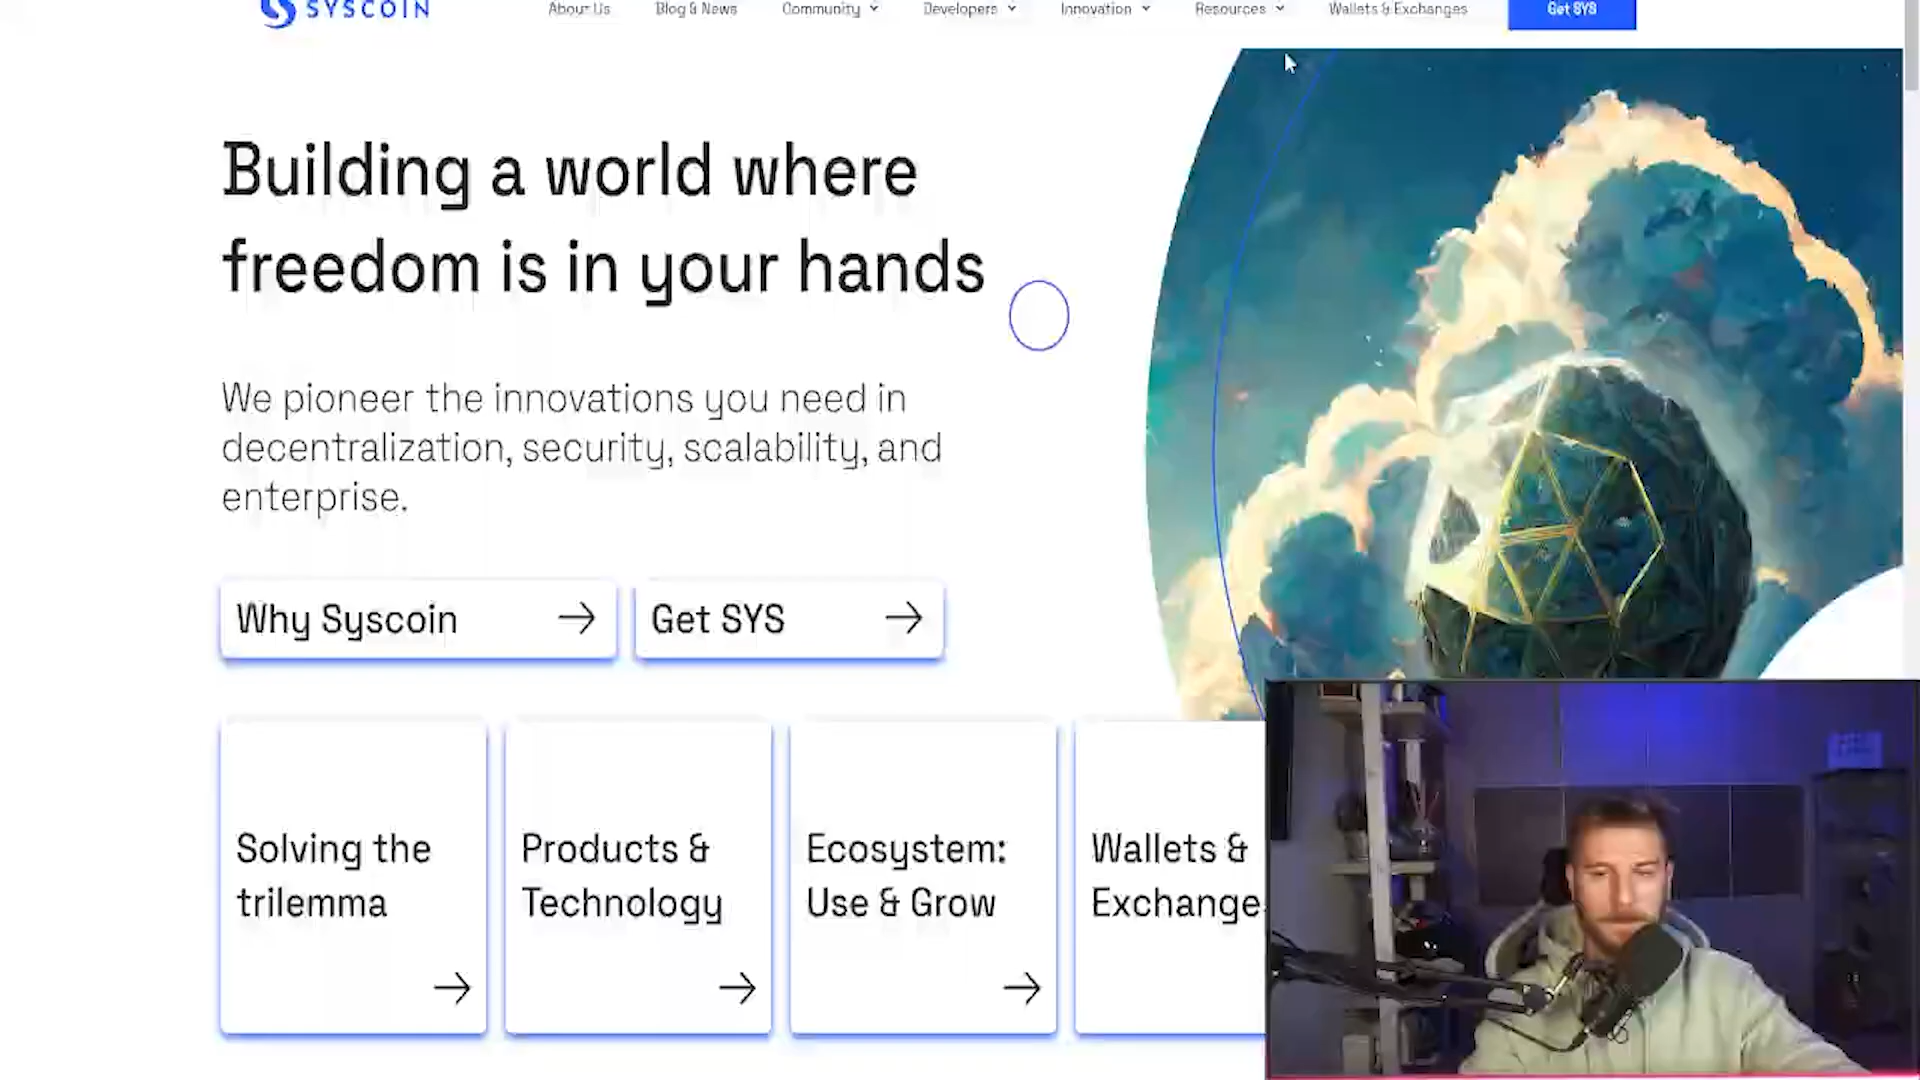 SYSCOIN
About Us Blog & News Community Developers Innovation Resources Wallets & Exchanges Get SYS
Building a world where
freedom is in your hands
We pioneer the innovations you need in
decentralization, security, scalability, and
enterprise.
Why Syscoin
Get SYS
Solving the
trilemma
Products &
Technology
Ecosystem:
Use & Grow
Wallets &
Exchange